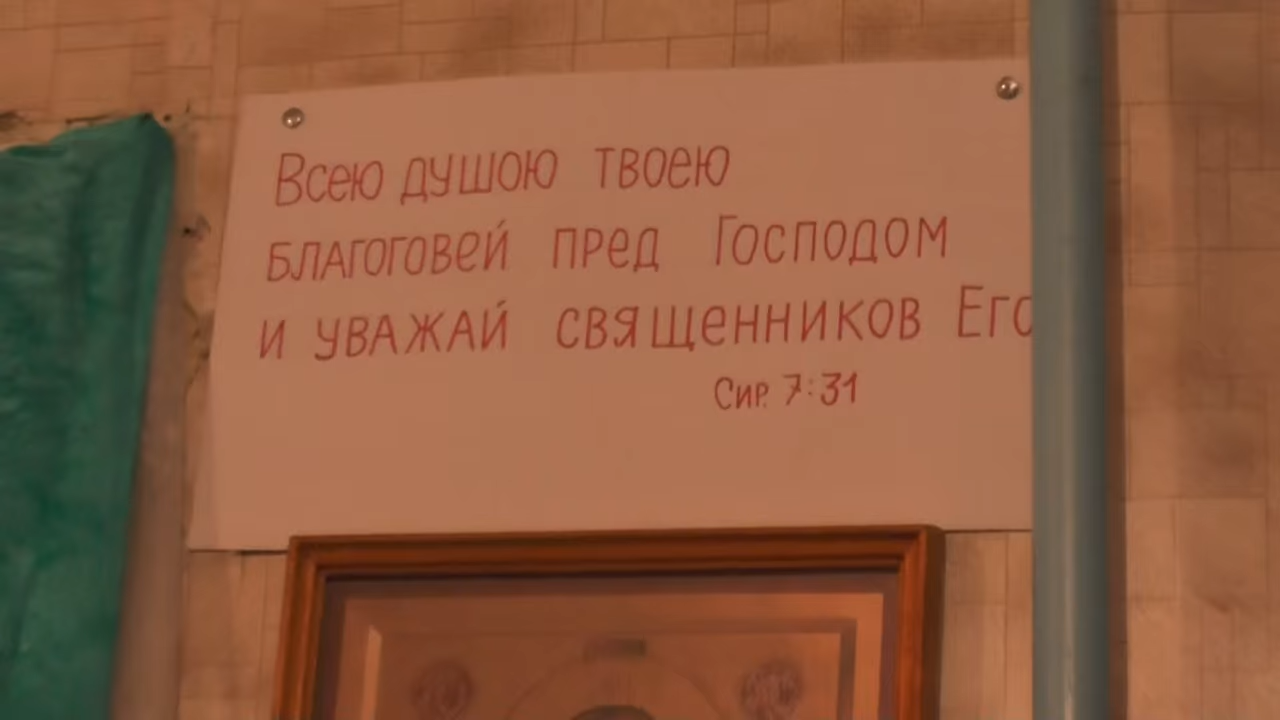 Всею душою твоею
благоговей пред Господом
и уважай священников Его
Сир. 7:31